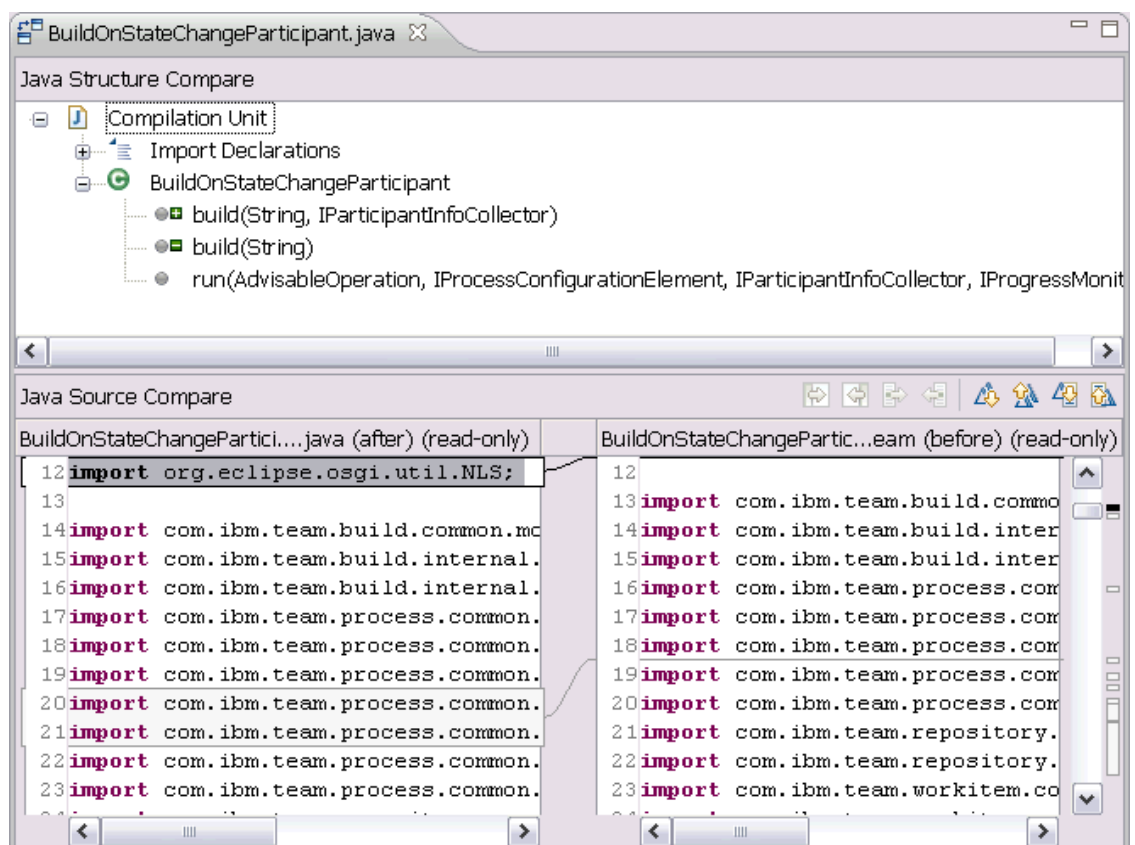 BuildOnStateChangeParticipant.java
Java Structure Compare
Compilation Unit
Import Declarations
BuildOnStateChangeParticipant
build(String, IParticipantInfoCollector)
build(String)
run(AdvisableOperation, IProcessConfigurationElement, IParticipantInfoCollector, IProgressMonit
Java Source Compare
BuildOnStateChangePartici....java (after) (read-only)
12 import org.eclipse.osgi.util.NLS;
13
14 import com.ibm.team.build.common.mo
15 import com.ibm.team.build.internal.
16 import com.ibm.team.build.internal.
17 import com.ibm.team.process.common.
18 import com.ibm.team.process.common.
19 import com.ibm.team.process.common.
20 import com.ibm.team.process.common.
21 import com.ibm.team.process.common.
22 import com.ibm.team.process.common.
23 import com.ibm.team.process.common.
BuildOnStateChangePartic...eam (before) (read-only)
12
13 import com.ibm.team.build.commo
14 import com.ibm.team.build.inter
15 import com.ibm.team.build.inter
16 import com.ibm.team.process.com
17 import com.ibm.team.process.com
18 import com.ibm.team.process.com
19 import com.ibm.team.process.com
20 import com.ibm.team.process.com
21 import com.ibm.team.repository.
22 import com.ibm.team.repository.
23 import com.ibm.team.workitem.co